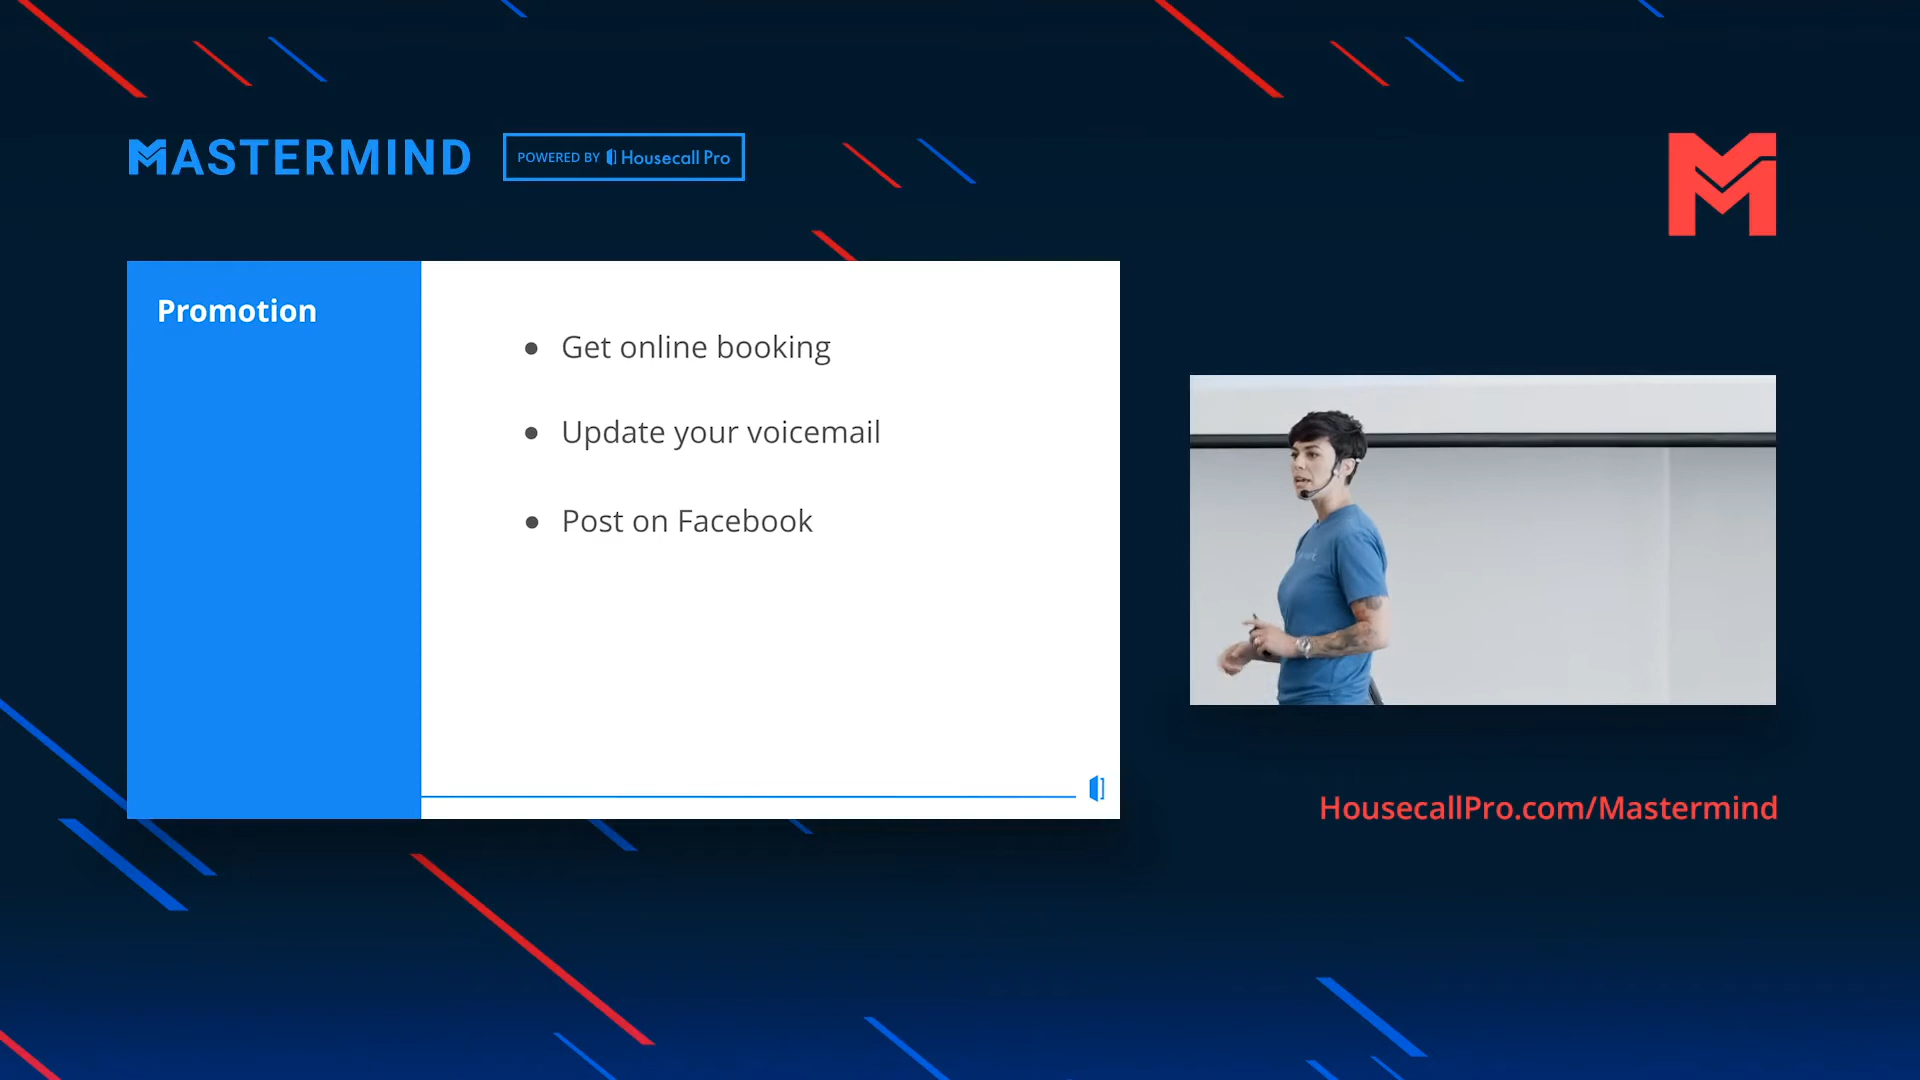 MASTERMIND
POWERED BY Housecall Pro
Promotion
Get online booking
Update your voicemail
Post on Facebook
HousecallPro.com/Mastermind